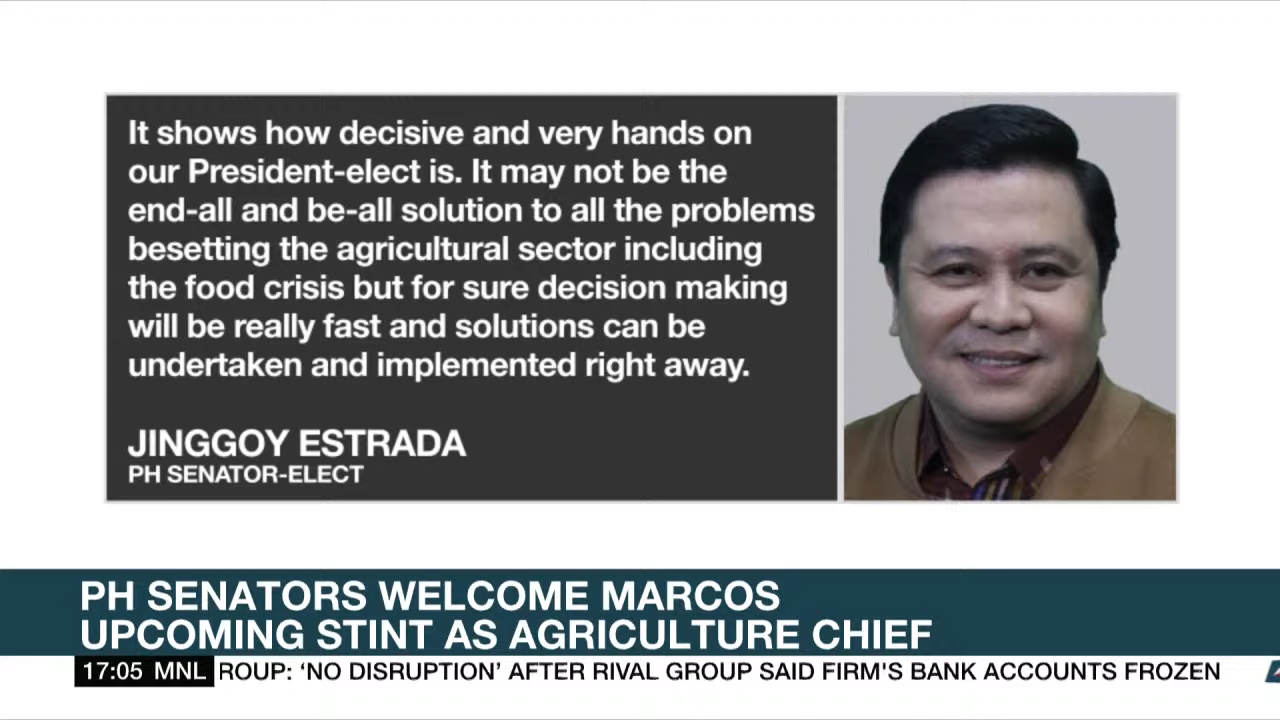 It shows how decisive and very hands on
our President-elect is. It may not be the
end-all and be-all solution to all the problems
besetting the agricultural sector including
the food crisis but for sure decision making
will be really fast and solutions can be
undertaken and implemented right away.
JINGGOY ESTRADA
PH SENATOR-ELECT
PH SENATORS WELCOME MARCOS
UPCOMING STINT AS AGRICULTURE CHIEF
17:05 MNL ROUP: ‘NO DISRUPTION’ AFTER RIVAL GROUP SAID FIRM'S BANK ACCOUNTS FROZEN